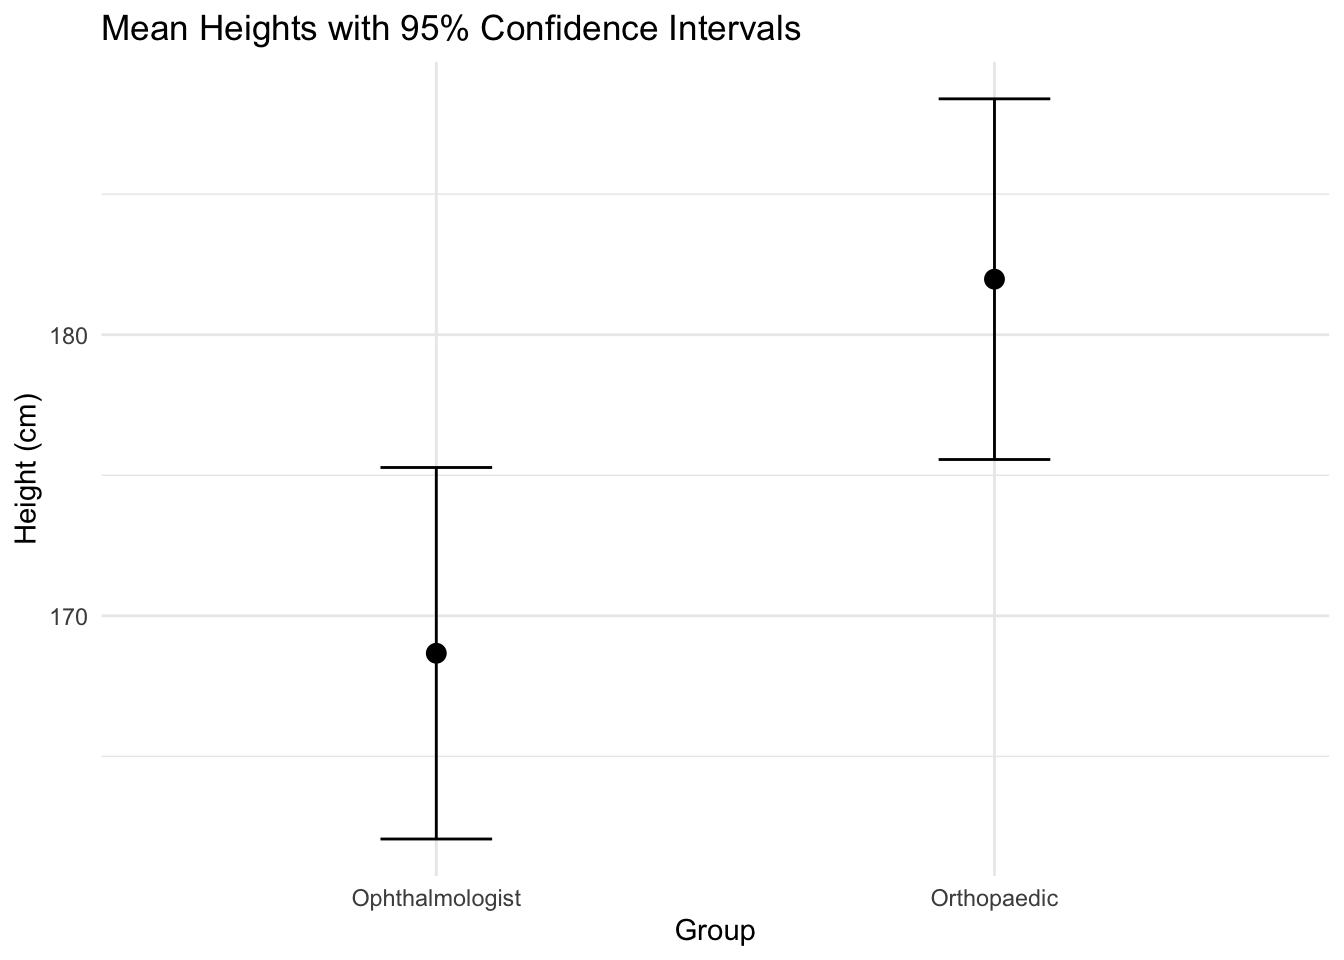 Mean Heights with 95% Confidence Intervals
Height (cm)
180
170
Ophthalmologist
Orthopaedic
Group